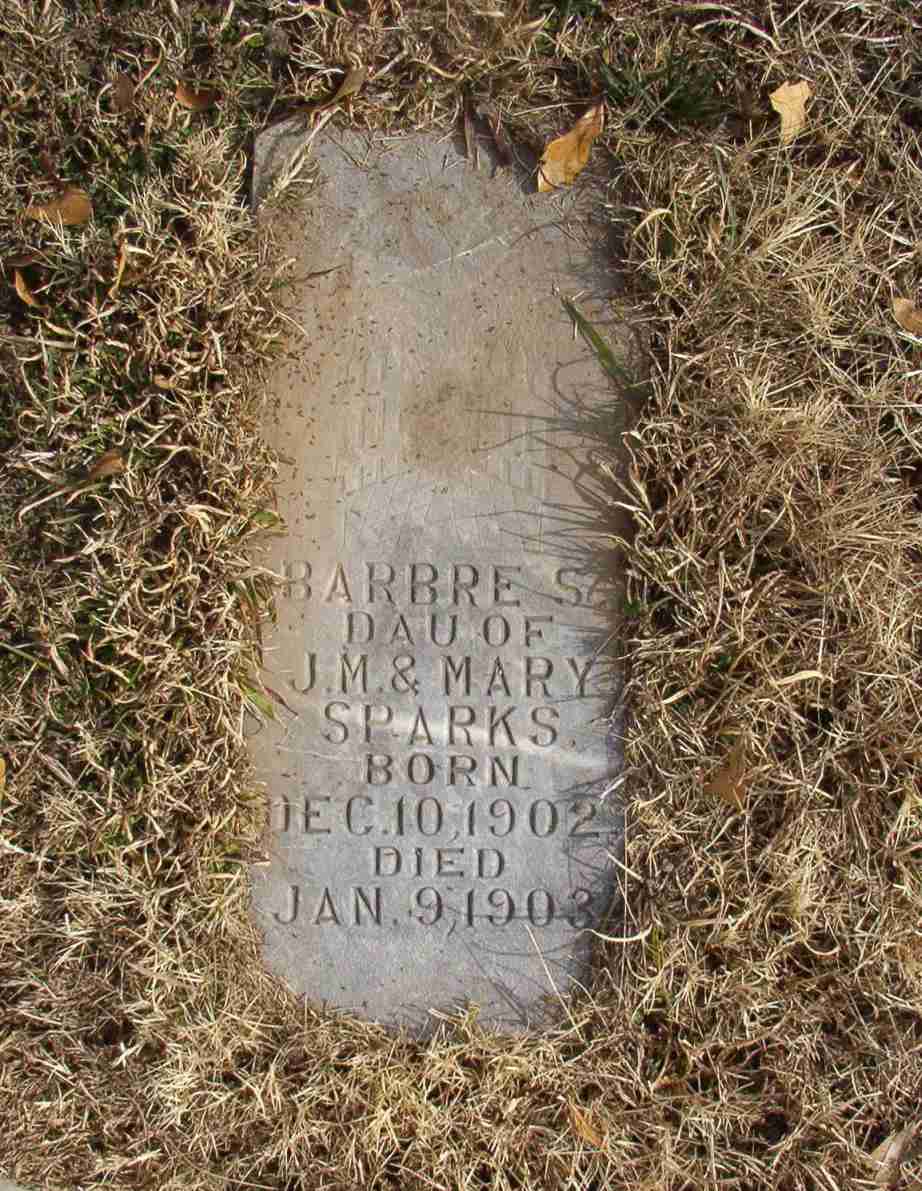 BARBRE S.
DAU OF
J.M. & MARY
SPARKS.
BORN
DEC. 10, 1902
DIED
JAN. 9, 1903